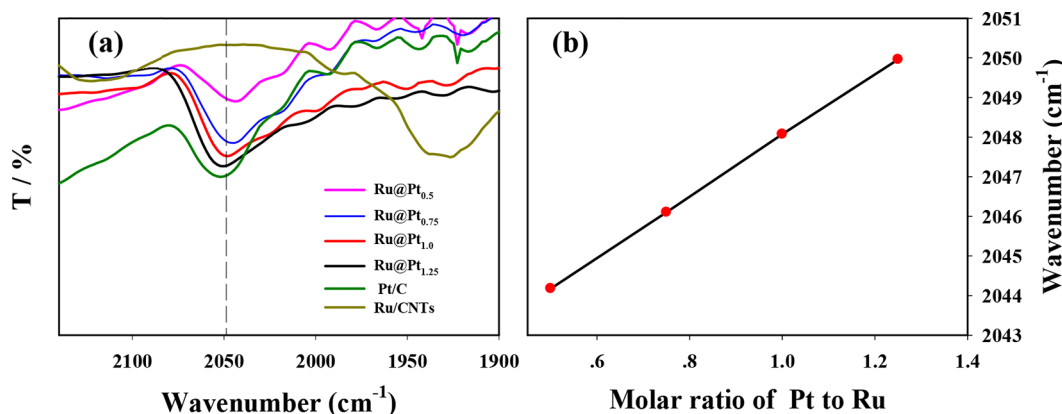 (a)
T / %
Ru@Pt0.5
Ru@Pt0.75
Ru@Pt1.0
Ru@Pt1.25
Pt/C
Ru/CNTs
2100 2050 2000 1950 1900
Wavenumber (cm-1)
(b)
2051
2050
2049
2048
2047
2046
2045
2044
2043
Wavenumber (cm-1)
.6 .8 1.0 1.2 1.4
Molar ratio of Pt to Ru